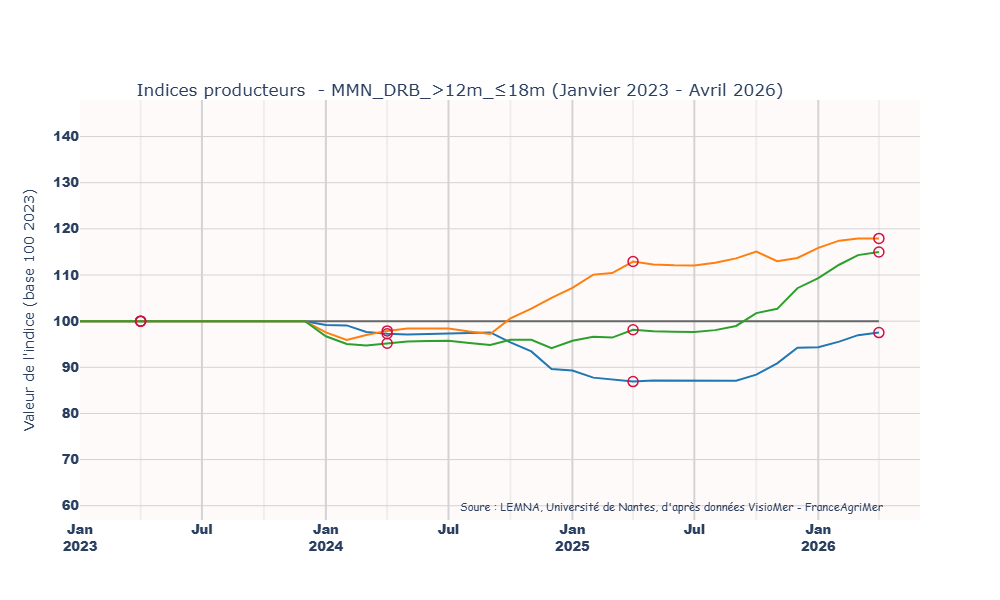 Indices producteurs - MMN_DRB_>12m_≤18m (Janvier 2023 - Avril 2026)
Valeur de l'indice (base 100 2023)
140
130
120
110
100
90
80
70
60
Soure : LEMNA, Université de Nantes, d'après données VisioMer - FranceAgriMer
Jan Jul Jan Jul Jan Jul Jan
2023 2024 2025 2026